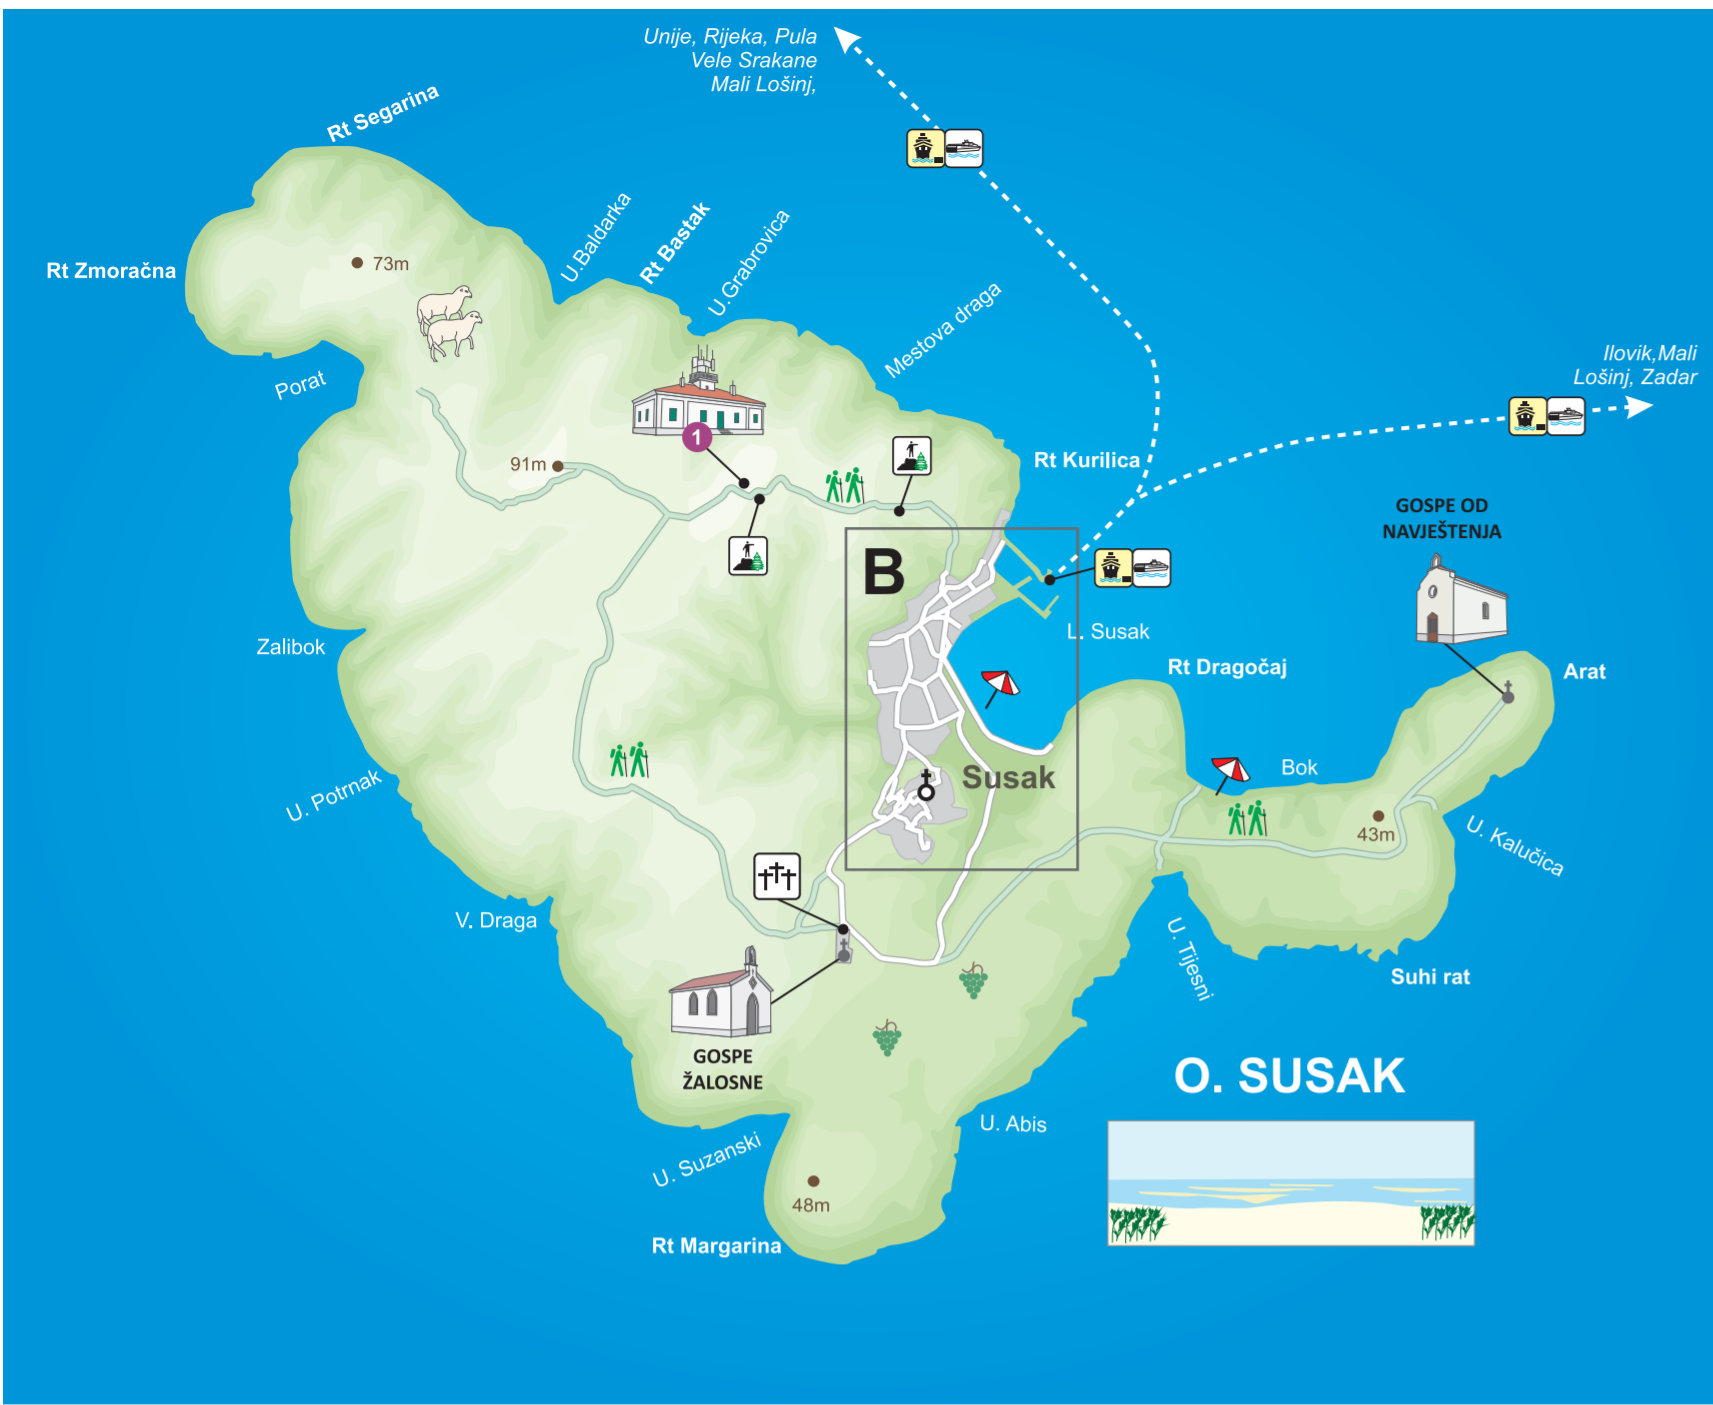 Unije, Rijeka, Pula
Vele Srakane
Mali Lošinj,
Rt Segarina
U.Baldarka
Rt Bastak
U.Grabrovica
Rt Zmoračna
73m
Mestova draga
Porat
Ilovik,Mali
Lošinj, Zadar
1
91m
Rt Kurilica
GOSPE OD
NAVJEŠTENJA
B
L. Susak
Zalibok
Rt Dragočaj
Arat
Bok
Susak
U. Potrnak
43m
U. Kalučica
V. Draga
U. Tijesni
Suhi rat
GOSPE
ŽALOSNE
O. SUSAK
U. Abis
U. Suzanski
48m
Rt Margarina